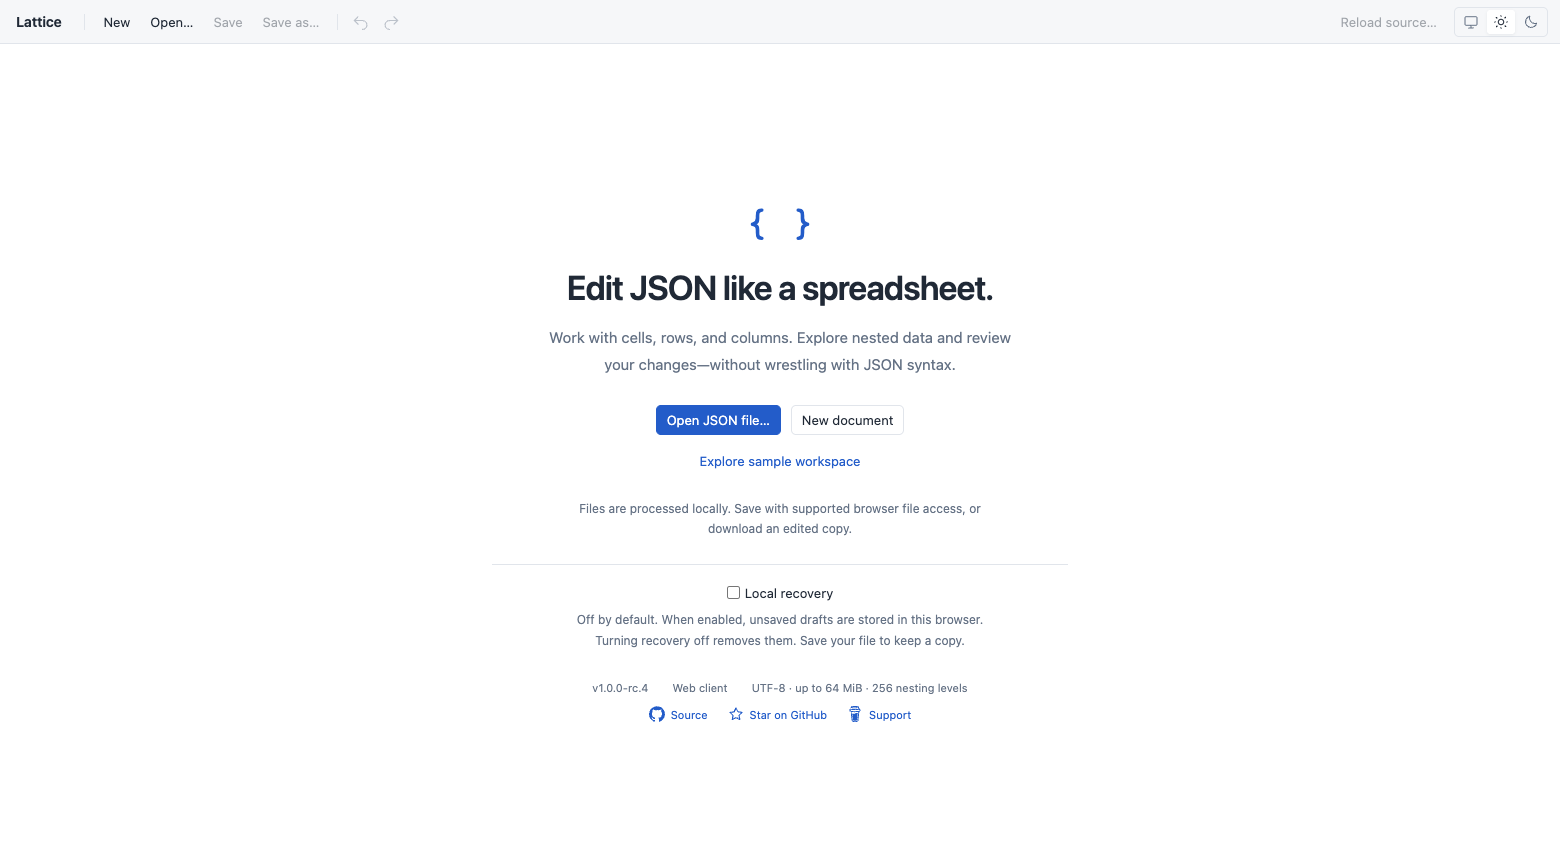 Lattice New Open... Save Save as... Reload source...
{ }
Edit JSON like a spreadsheet.
Work with cells, rows, and columns. Explore nested data and review
your changes—without wrestling with JSON syntax.
Open JSON file... New document
Explore sample workspace
Files are processed locally. Save with supported browser file access, or
download an edited copy.
Local recovery
Off by default. When enabled, unsaved drafts are stored in this browser.
Turning recovery off removes them. Save your file to keep a copy.
v1.0.0-rc.4 Web client UTF-8 · up to 64 MiB · 256 nesting levels
Source Star on GitHub Support